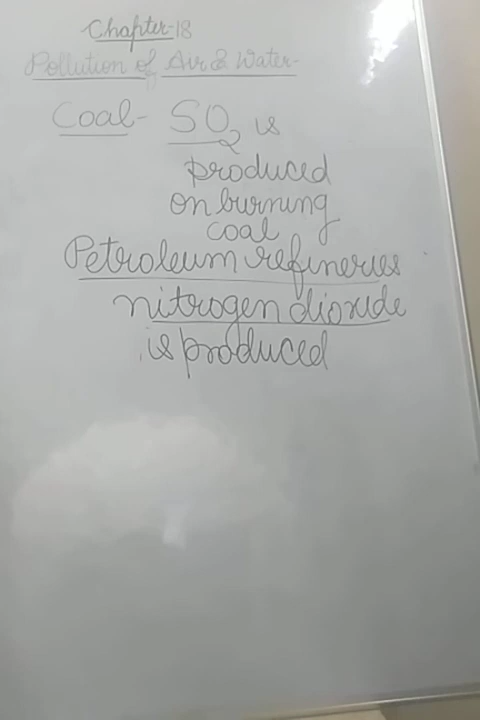 Chapter-18
Pollution of Air & Water-
Coal- SO₂ is
produced
on burning
coal
Petroleum refineries
nitrogen dioxide
is produced